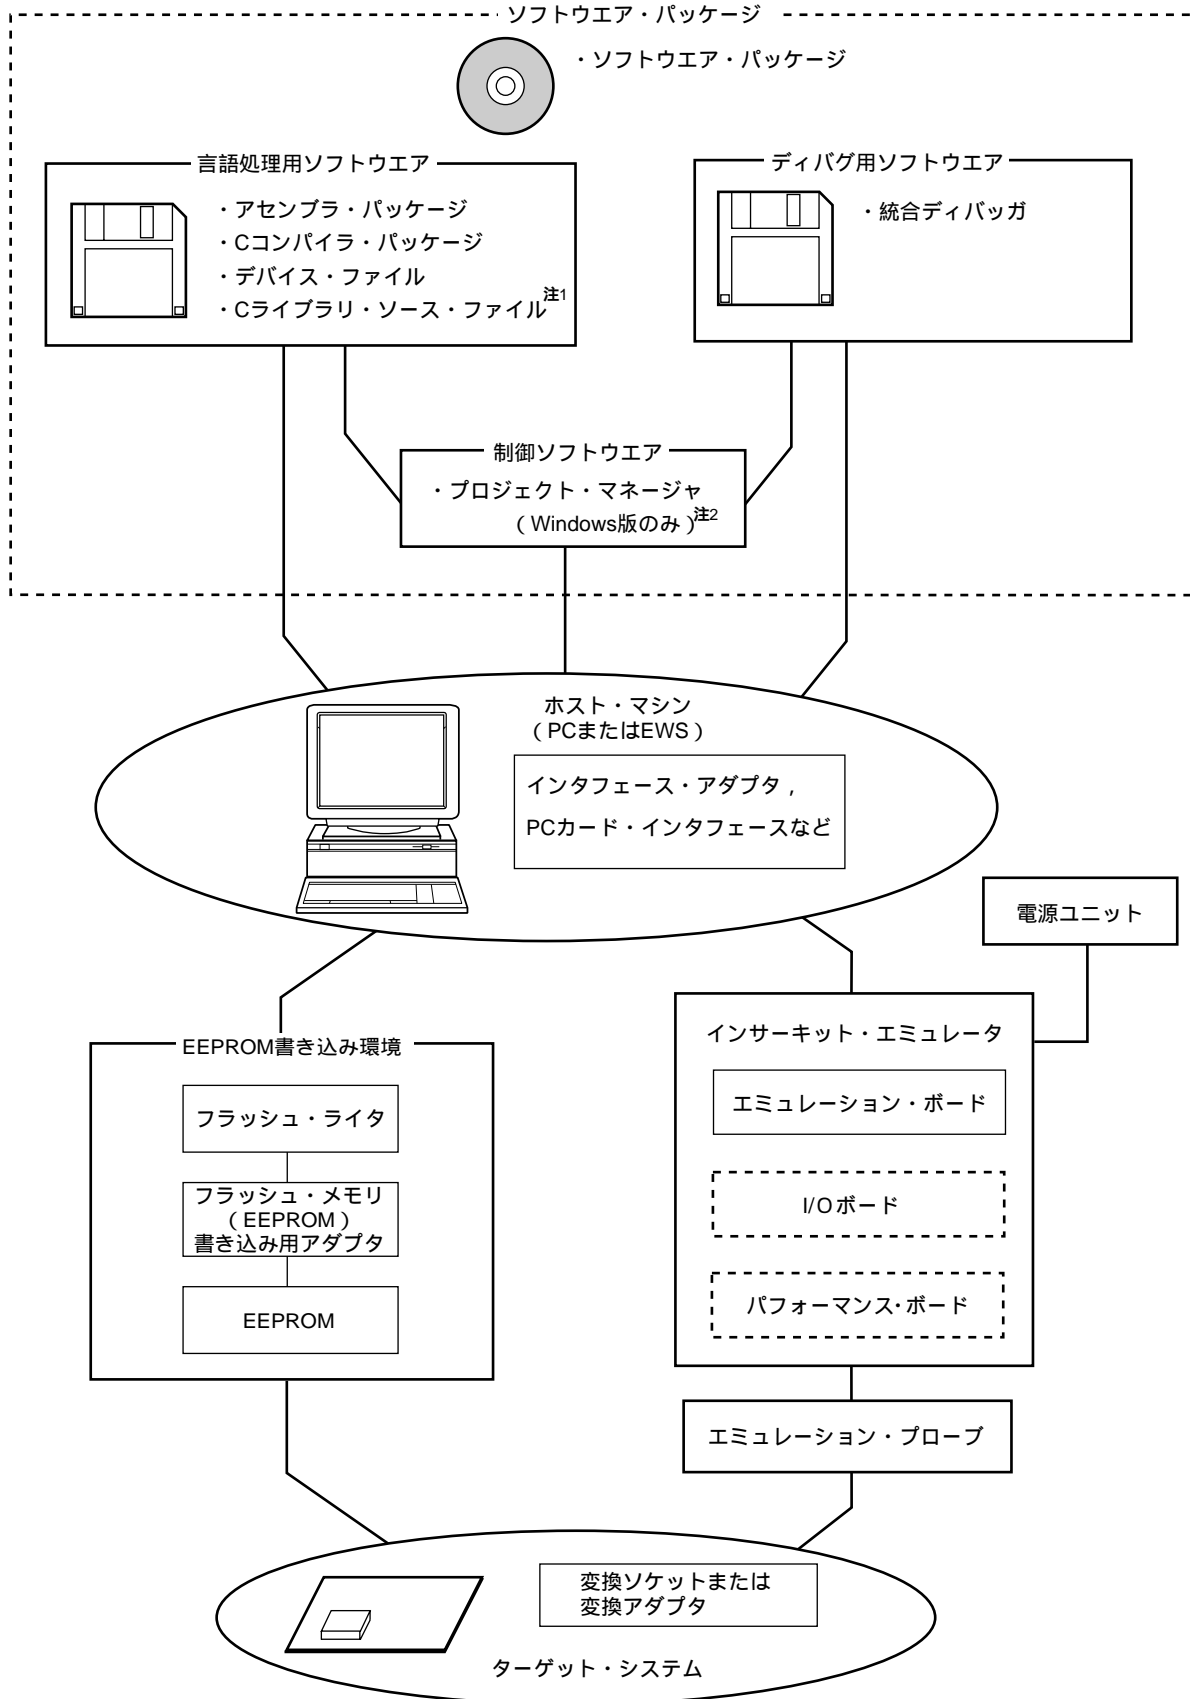 ソフトウエア・パッケージ
・ソフトウエア・パッケージ
言語処理用ソフトウエア
・アセンブラ・パッケージ
・Cコンパイラ・パッケージ
・デバイス・ファイル
・Cライブラリ・ソース・ファイル注1
ディバグ用ソフトウエア
・統合ディバッガ
制御ソフトウエア
・プロジェクト・マネージャ
（Windows版のみ）注2
ホスト・マシン
（PCまたはEWS）
インタフェース・アダプタ，
PCカード・インタフェースなど
電源ユニット
EEPROM書き込み環境
フラッシュ・ライタ
フラッシュ・メモリ
（EEPROM）
書き込み用アダプタ
EEPROM
インサーキット・エミュレータ
エミュレーション・ボード
I/Oボード
パフォーマンス・ボード
エミュレーション・プローブ
変換ソケットまたは
変換アダプタ
ターゲット・システム